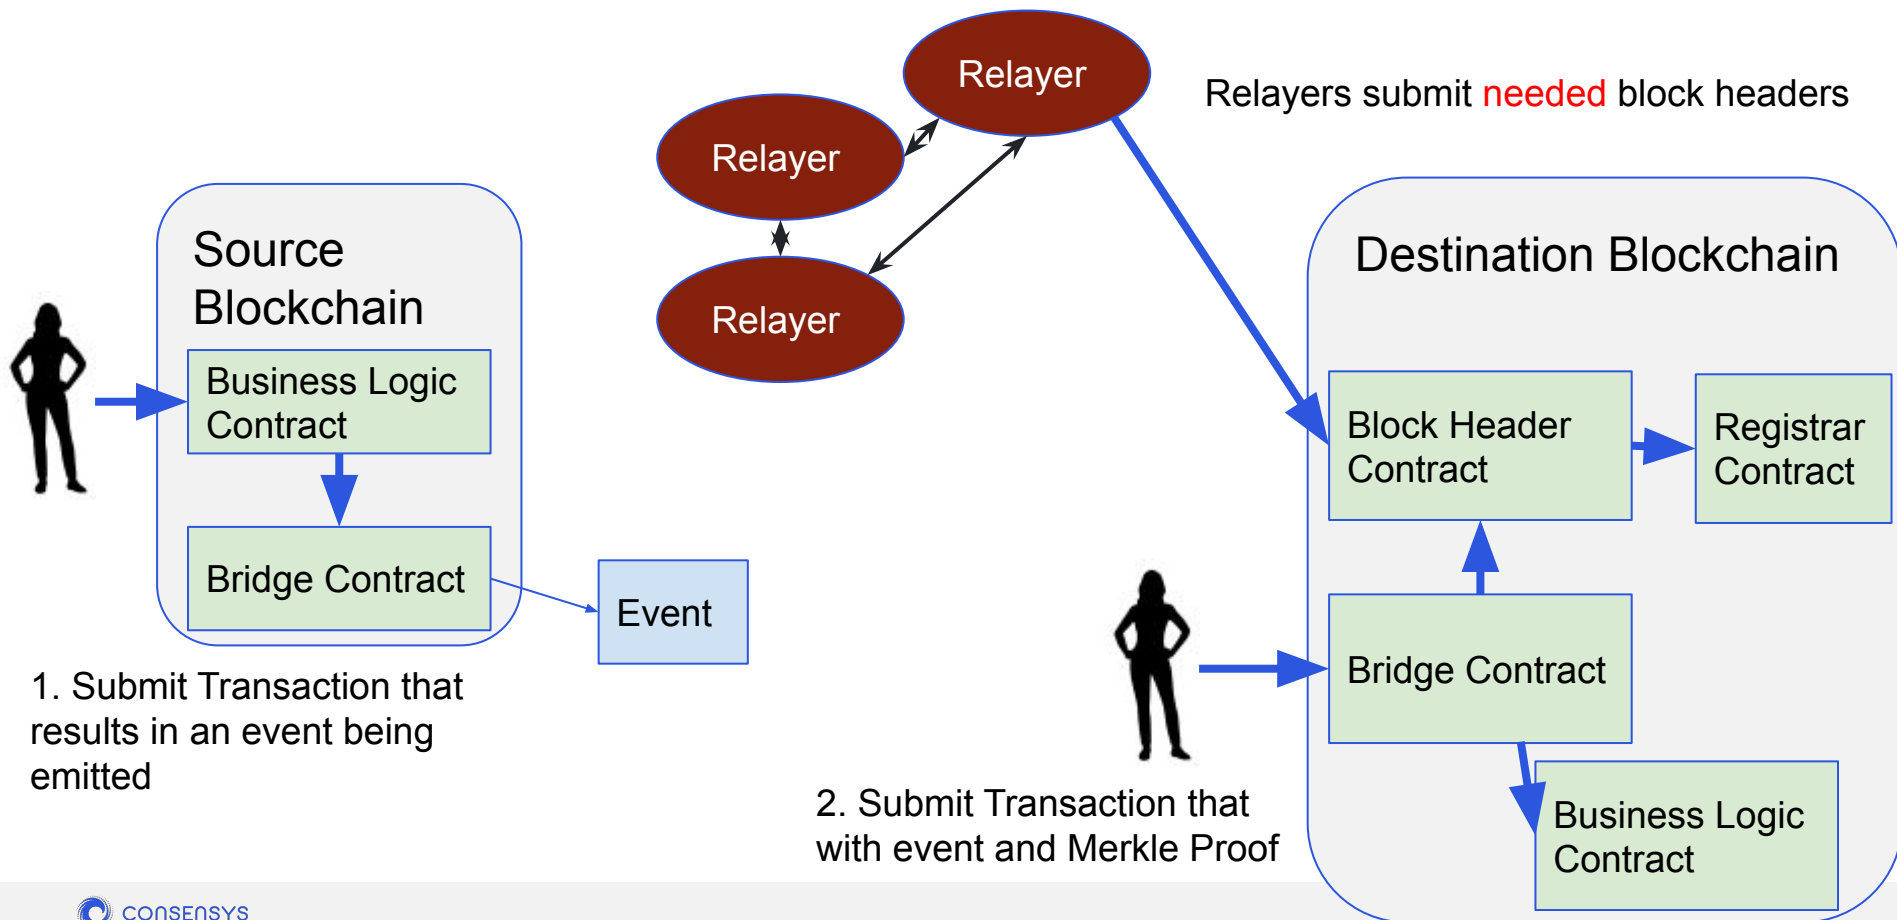 Relayer
Relayers submit needed block headers
Relayer
Relayer
Source
Blockchain
Business Logic
Contract
Bridge Contract
Event
1. Submit Transaction that
results in an event being
emitted
Destination Blockchain
Block Header
Contract
Registrar
Contract
Bridge Contract
Business Logic
Contract
2. Submit Transaction that
with event and Merkle Proof
CONSENSYS